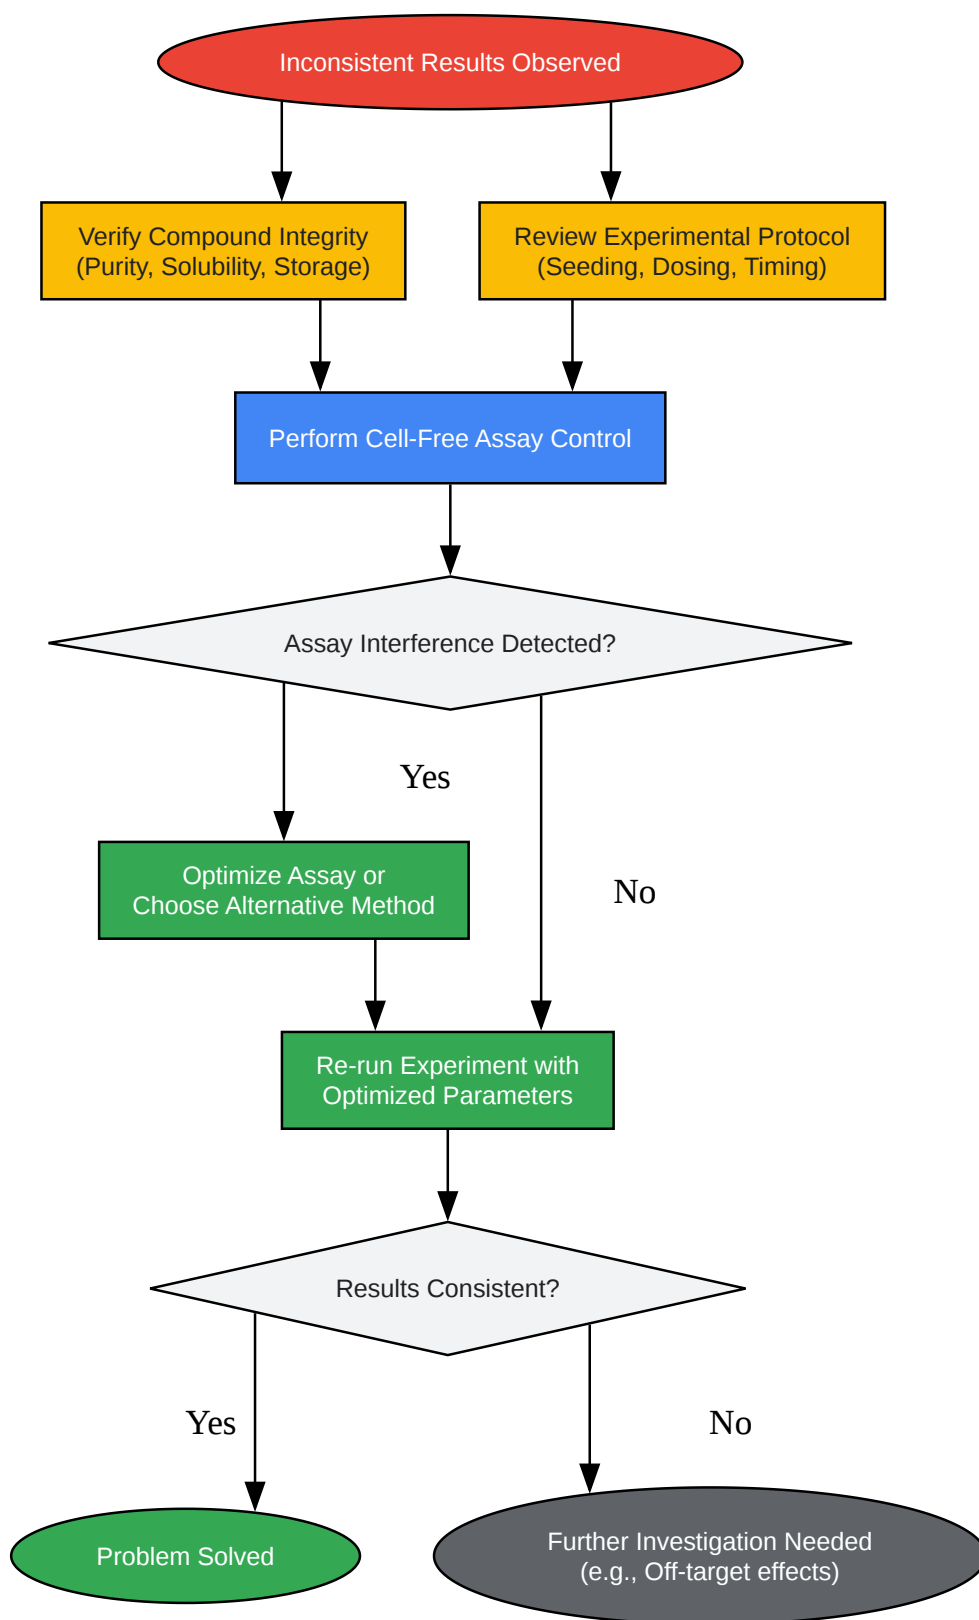 Inconsistent Results Observed
Verify Compound Integrity
(Purity, Solubility, Storage)
Review Experimental Protocol
(Seeding, Dosing, Timing)
Perform Cell-Free Assay Control
Assay Interference Detected?
Yes
Optimize Assay or
Choose Alternative Method
No
Re-run Experiment with
Optimized Parameters
Results Consistent?
Yes
No
Problem Solved
Further Investigation Needed
(e.g., Off-target effects)